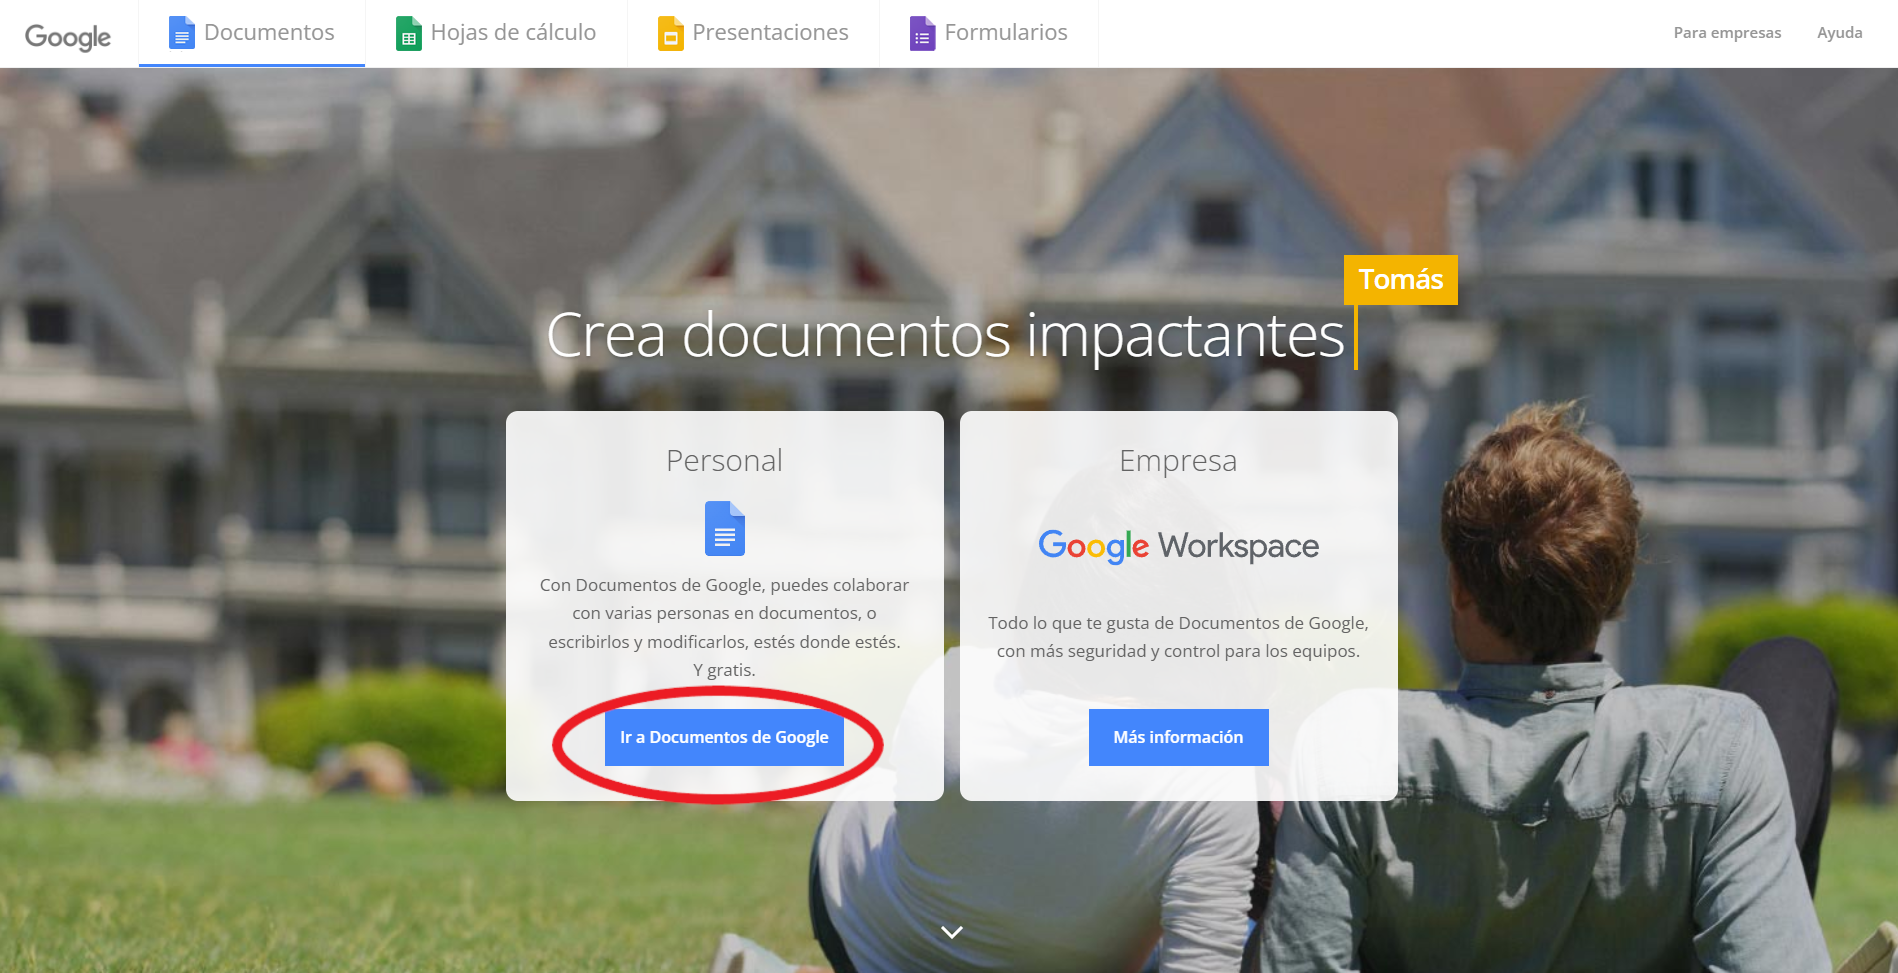 Google
Documentos
Hojas de cálculo
Presentaciones
Formularios
Para empresas
Ayuda
Tomás
Crea documentos impactantes
Personal
Con Documentos de Google, puedes colaborar
con varias personas en documentos, o
escribirlos y modificarlos, estés donde estés.
Y gratis.
Ir a Documentos de Google
Empresa
Google Workspace
Todo lo que te gusta de Documentos de Google,
con más seguridad y control para los equipos.
Más información